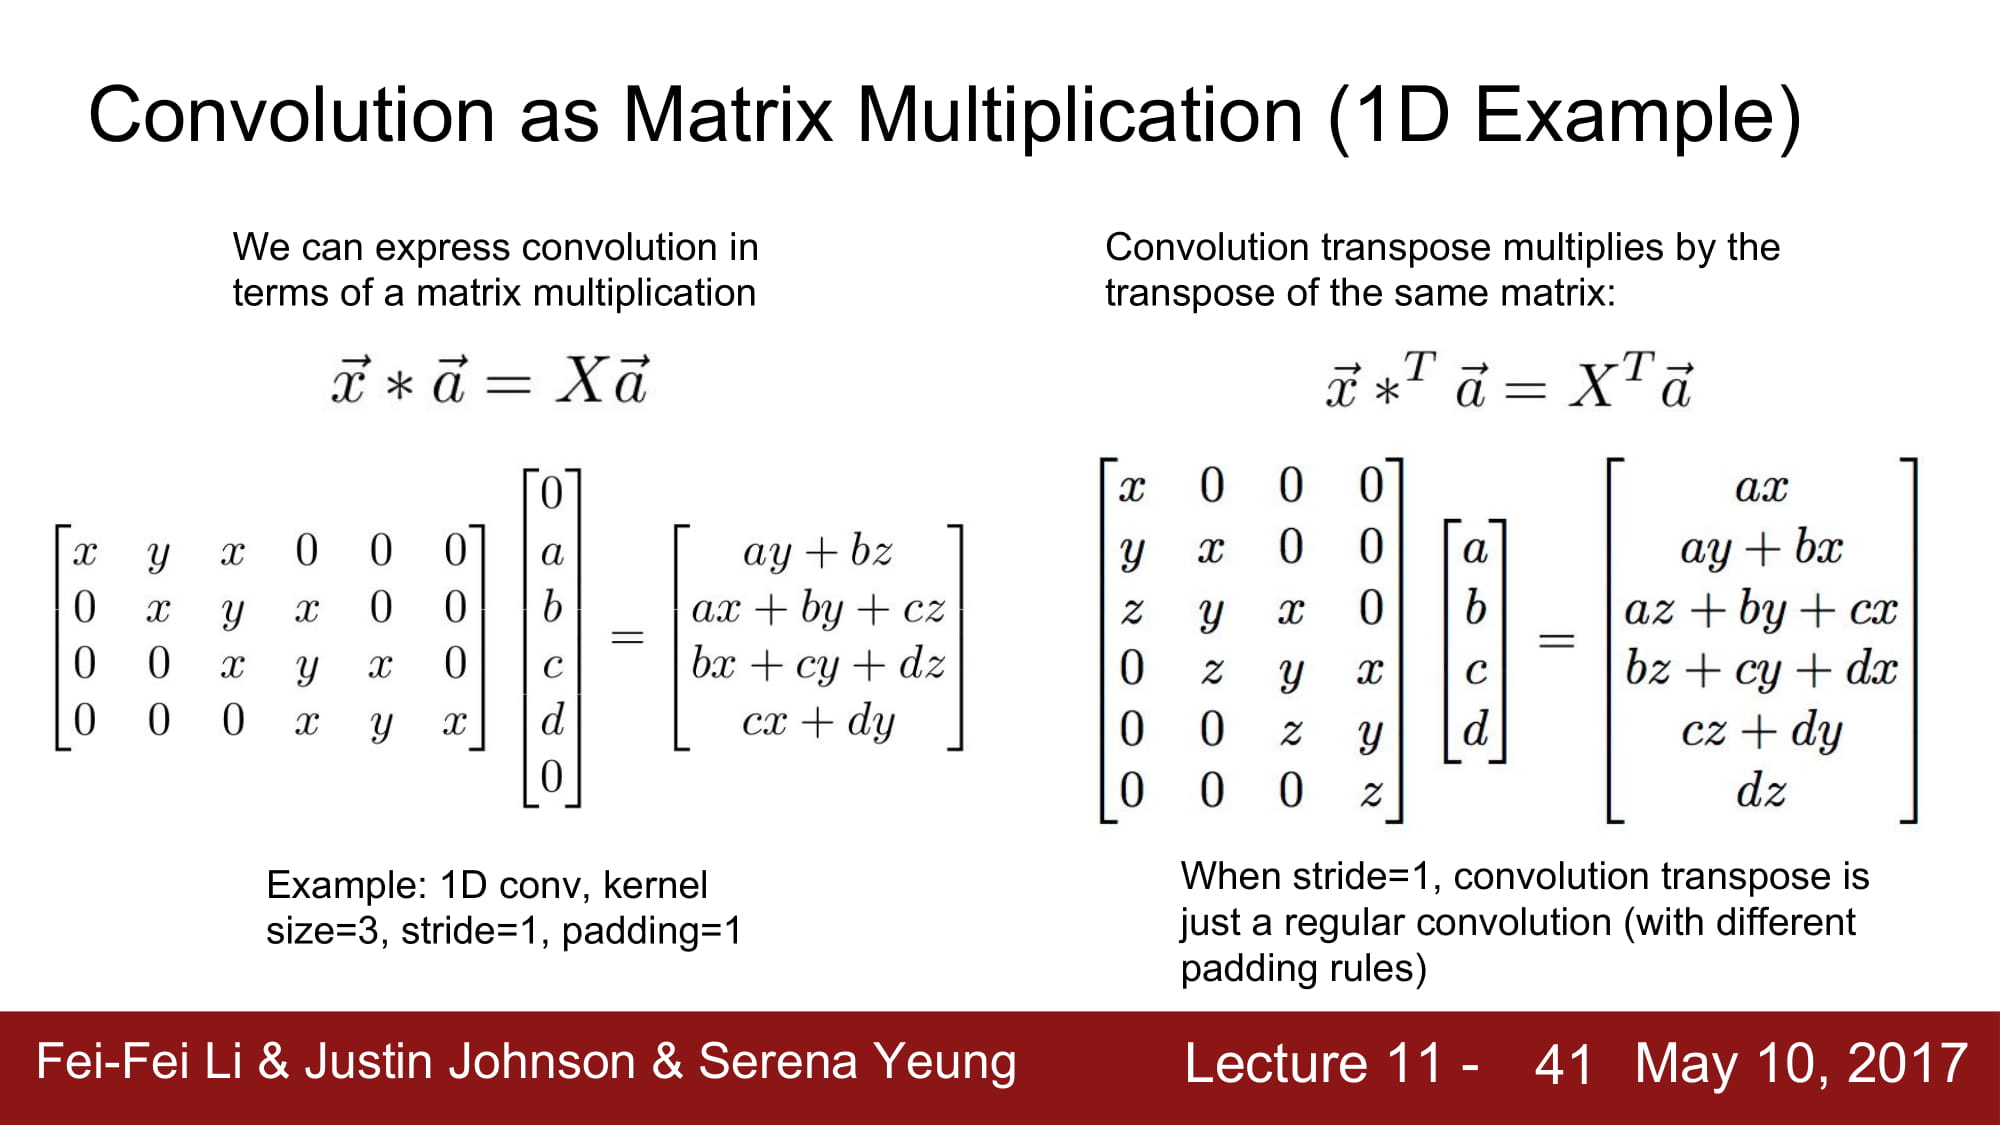 Convolution as Matrix Multiplication (1D Example)
We can express convolution in
terms of a matrix multiplication
$\vec{x} * \vec{a} = X\vec{a}$
$\begin{bmatrix} x & y & x & 0 & 0 & 0 \\ 0 & x & y & x & 0 & 0 \\ 0 & 0 & x & y & x & 0 \\ 0 & 0 & 0 & x & y & x \end{bmatrix} \begin{bmatrix} 0 \\ a \\ b \\ c \\ d \\ 0 \end{bmatrix} = \begin{bmatrix} ay + bz \\ ax + by + cz \\ bx + cy + dz \\ cx + dy \end{bmatrix}$
Example: 1D conv, kernel
size=3, stride=1, padding=1
Convolution transpose multiplies by the
transpose of the same matrix:
$\vec{x} *^T \vec{a} = X^T\vec{a}$
$\begin{bmatrix} x & 0 & 0 & 0 \\ y & x & 0 & 0 \\ z & y & x & 0 \\ 0 & z & y & x \\ 0 & 0 & z & y \\ 0 & 0 & 0 & z \end{bmatrix} \begin{bmatrix} a \\ b \\ c \\ d \end{bmatrix} = \begin{bmatrix} ax \\ ay + bx \\ az + by + cx \\ bz + cy + dx \\ cz + dy \\ dz \end{bmatrix}$
When stride=1, convolution transpose is
just a regular convolution (with different
padding rules)
Fei-Fei Li & Justin Johnson & Serena Yeung
Lecture 11 - 41 May 10, 2017